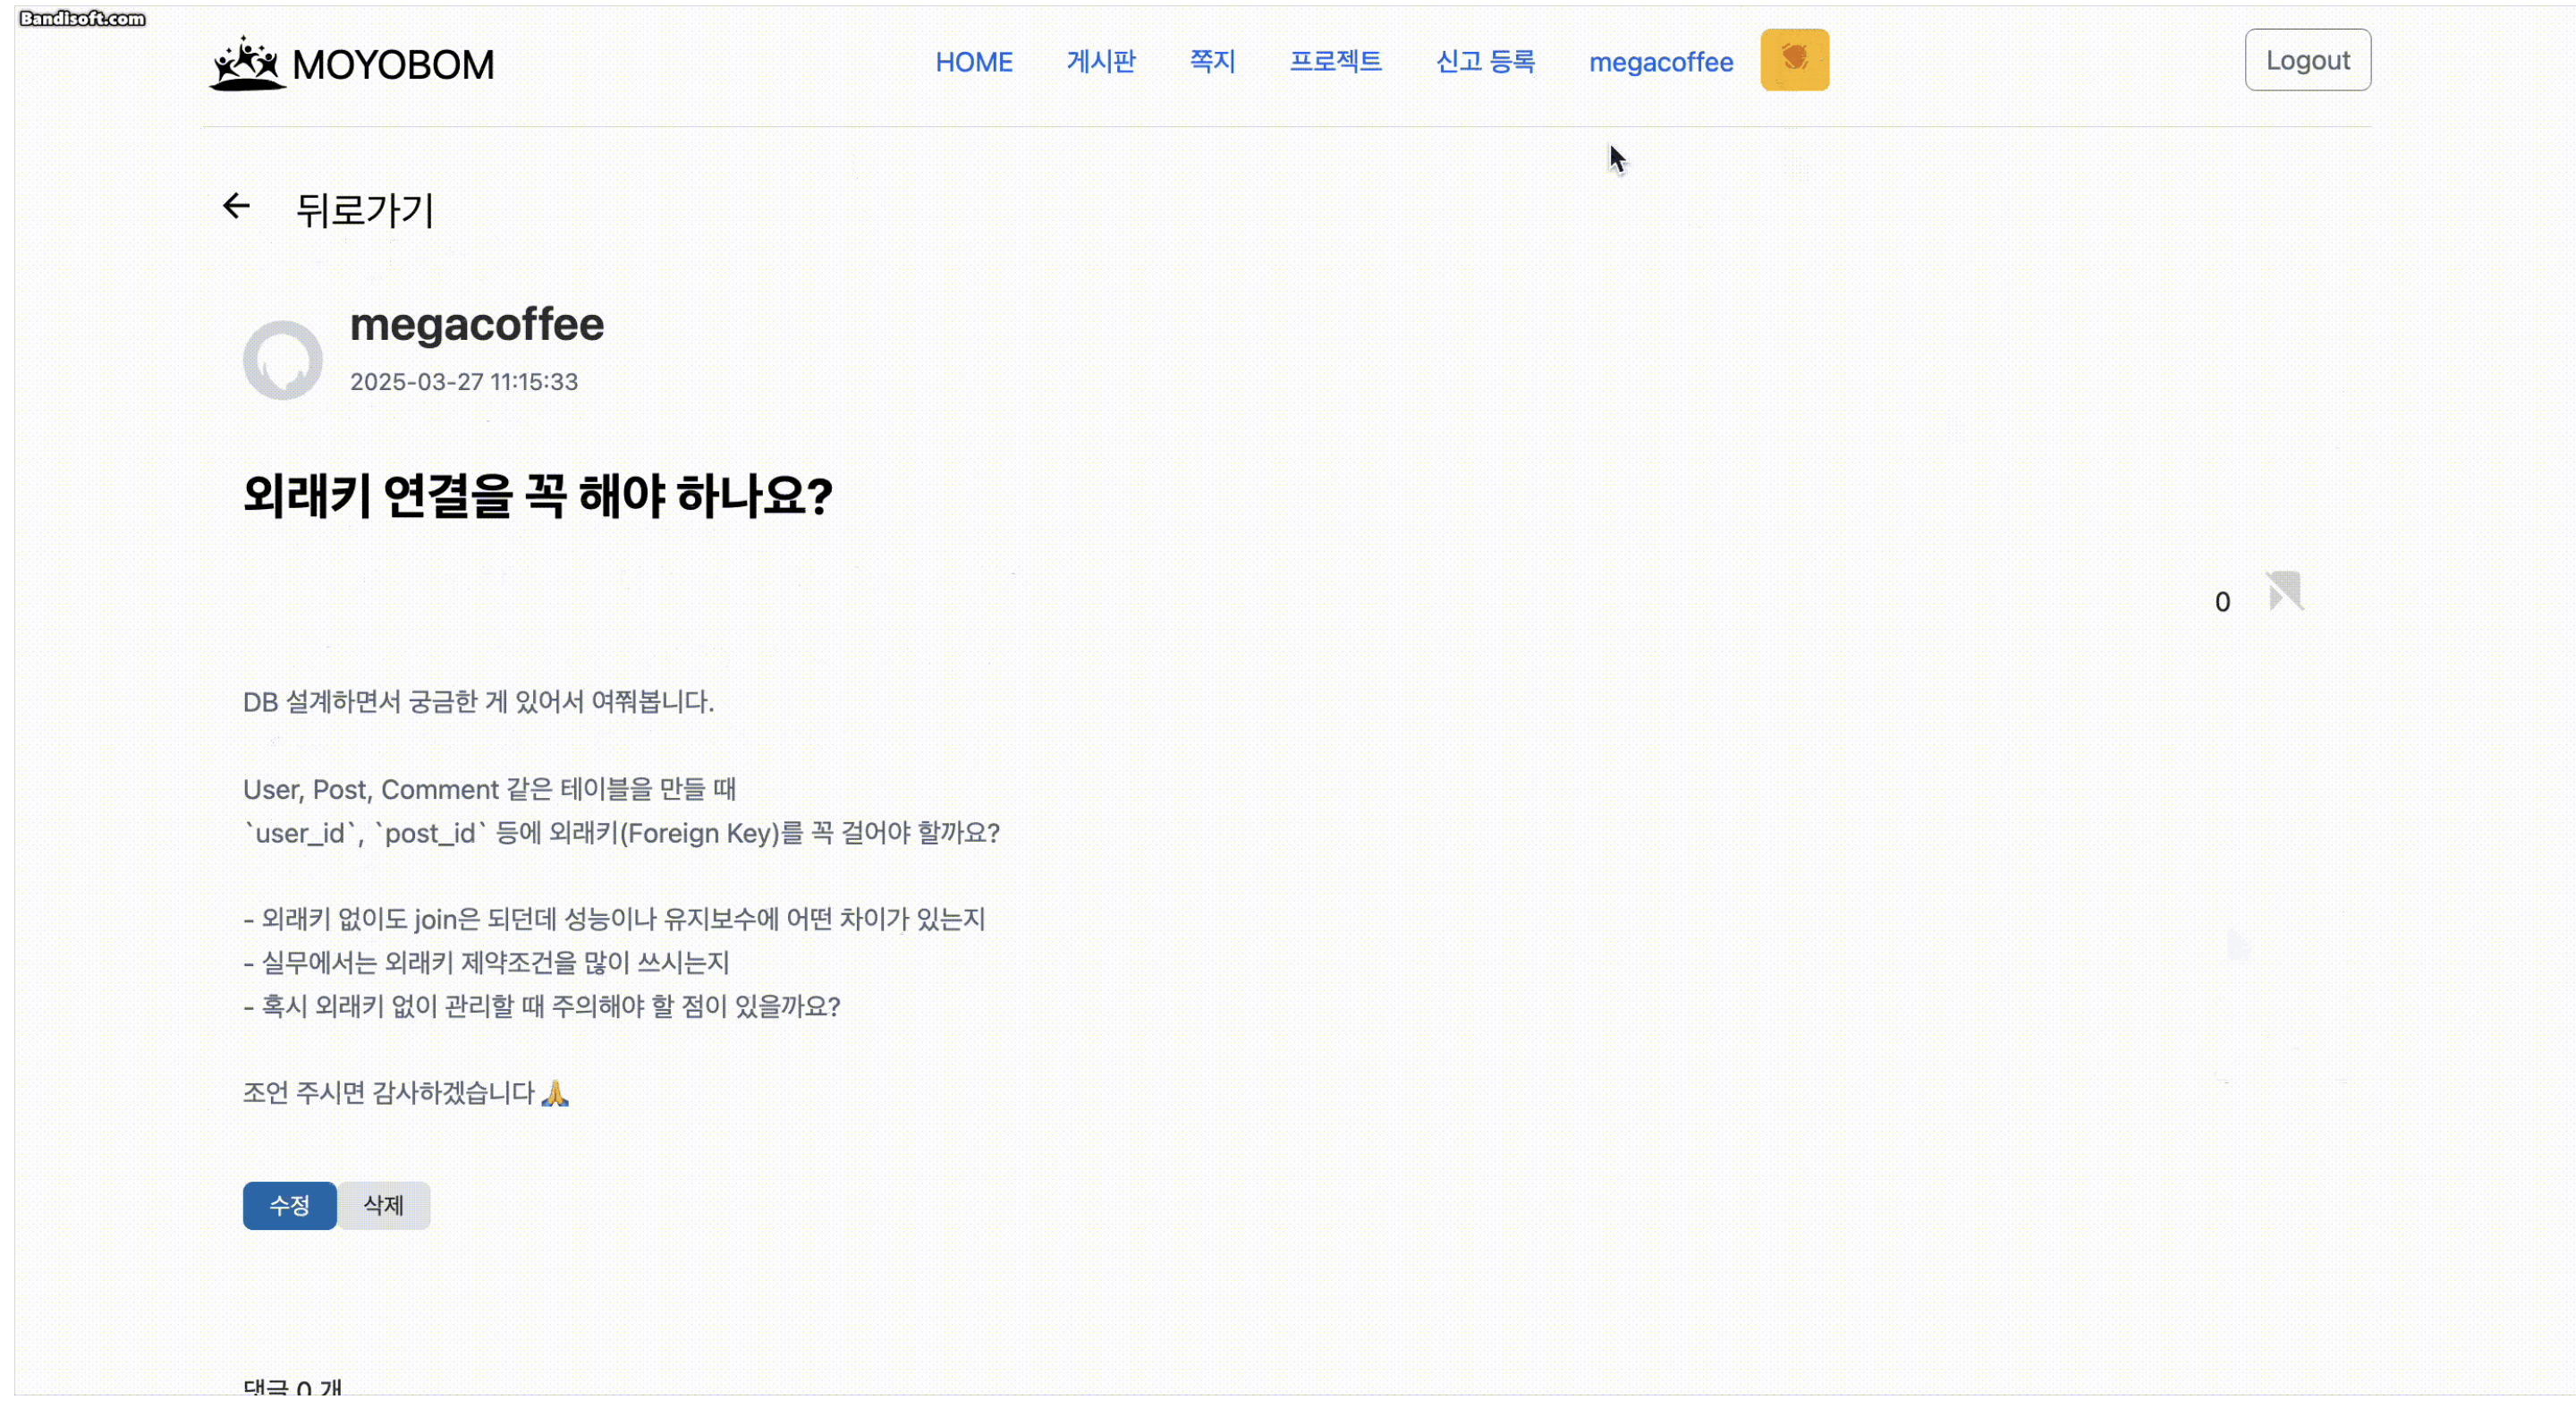 Bandisoft.com
MOYOBOM
HOME 게시판 쪽지 프로젝트 신고 등록 megacoffee Logout
뒤로가기
megacoffee
2025-03-27 11:15:33
외래키 연결을 꼭 해야 하나요?
0
DB 설계하면서 궁금한 게 있어서 여쭤봅니다.
User, Post, Comment 같은 테이블을 만들 때
`user_id`, `post_id` 등에 외래키(Foreign Key)를 꼭 걸어야 할까요?
- 외래키 없이도 join은 되던데 성능이나 유지보수에 어떤 차이가 있는지
- 실무에서는 외래키 제약조건을 많이 쓰시는지
- 혹시 외래키 없이 관리할 때 주의해야 할 점이 있을까요?
조언 주시면 감사하겠습니다 🙏
수정 삭제
댓글 0 개